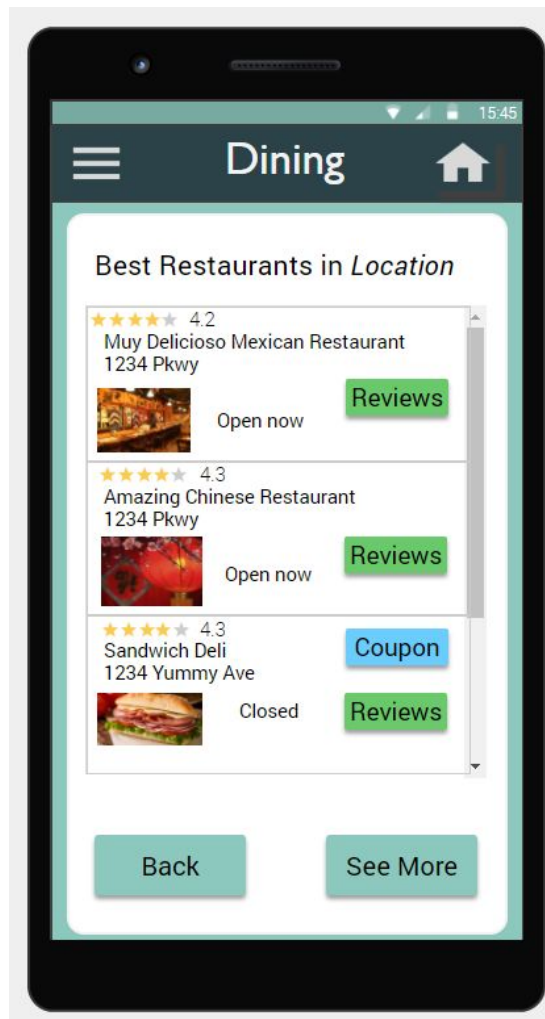 15:45
Dining
Best Restaurants in Location
4.2
Muy Delicioso Mexican Restaurant
1234 Pkwy
Reviews
Open now
4.3
Amazing Chinese Restaurant
1234 Pkwy
Reviews
Open now
4.3
Sandwich Deli
Coupon
1234 Yummy Ave
Closed
Reviews
Back
See More